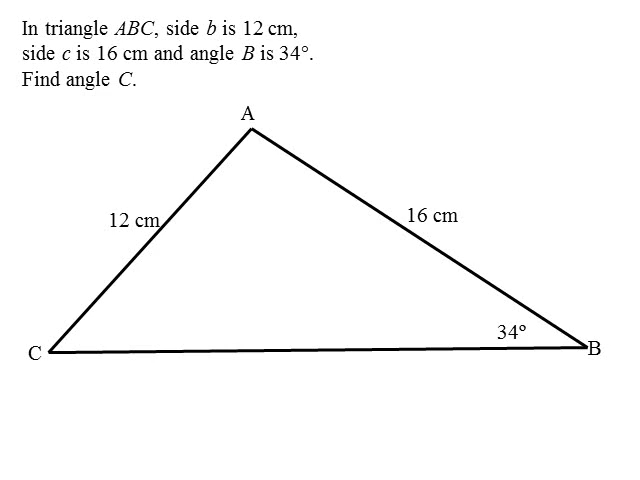 In triangle ABC, side b is 12 cm,
side c is 16 cm and angle B is 34°.
Find angle C.
A
12 cm
16 cm
34º
C
B